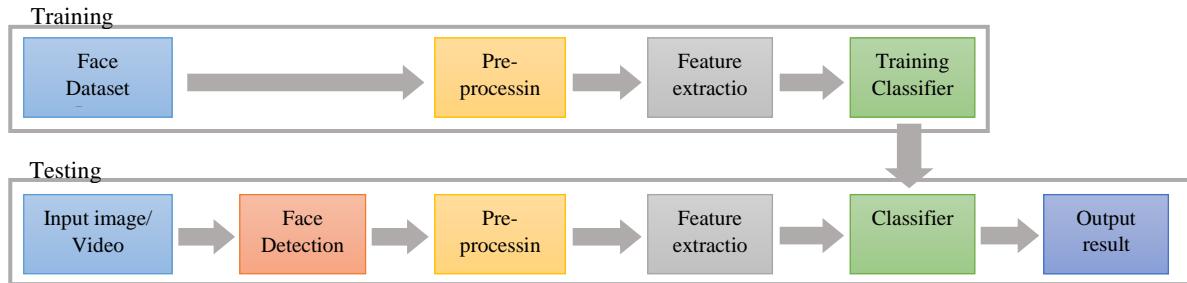 Training
Face
Dataset
Pre-
processin
Feature
extractio
Training
Classifier
Testing
Input image/
Video
Face
Detection
Pre-
processin
Feature
extractio
Classifier
Output
result